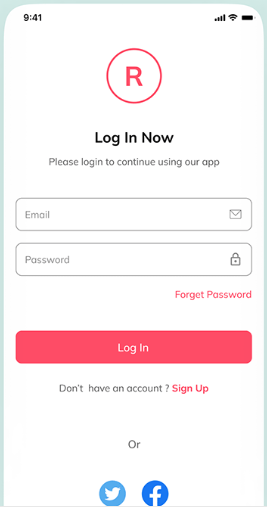 9:41
R
Log In Now
Please login to continue using our app
Email
Password
Forget Password
Log In
Don't have an account ? Sign Up
Or